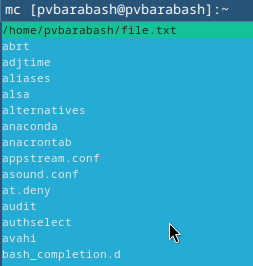 mc [pvbarabash@pvbarabash]:~
/home/pvbarabash/file.txt
abrt
adjtime
aliases
alsa
alternatives
anaconda
anacrontab
appstream.conf
asound.conf
at.deny
audit
authselect
avahi
bash_completion.d